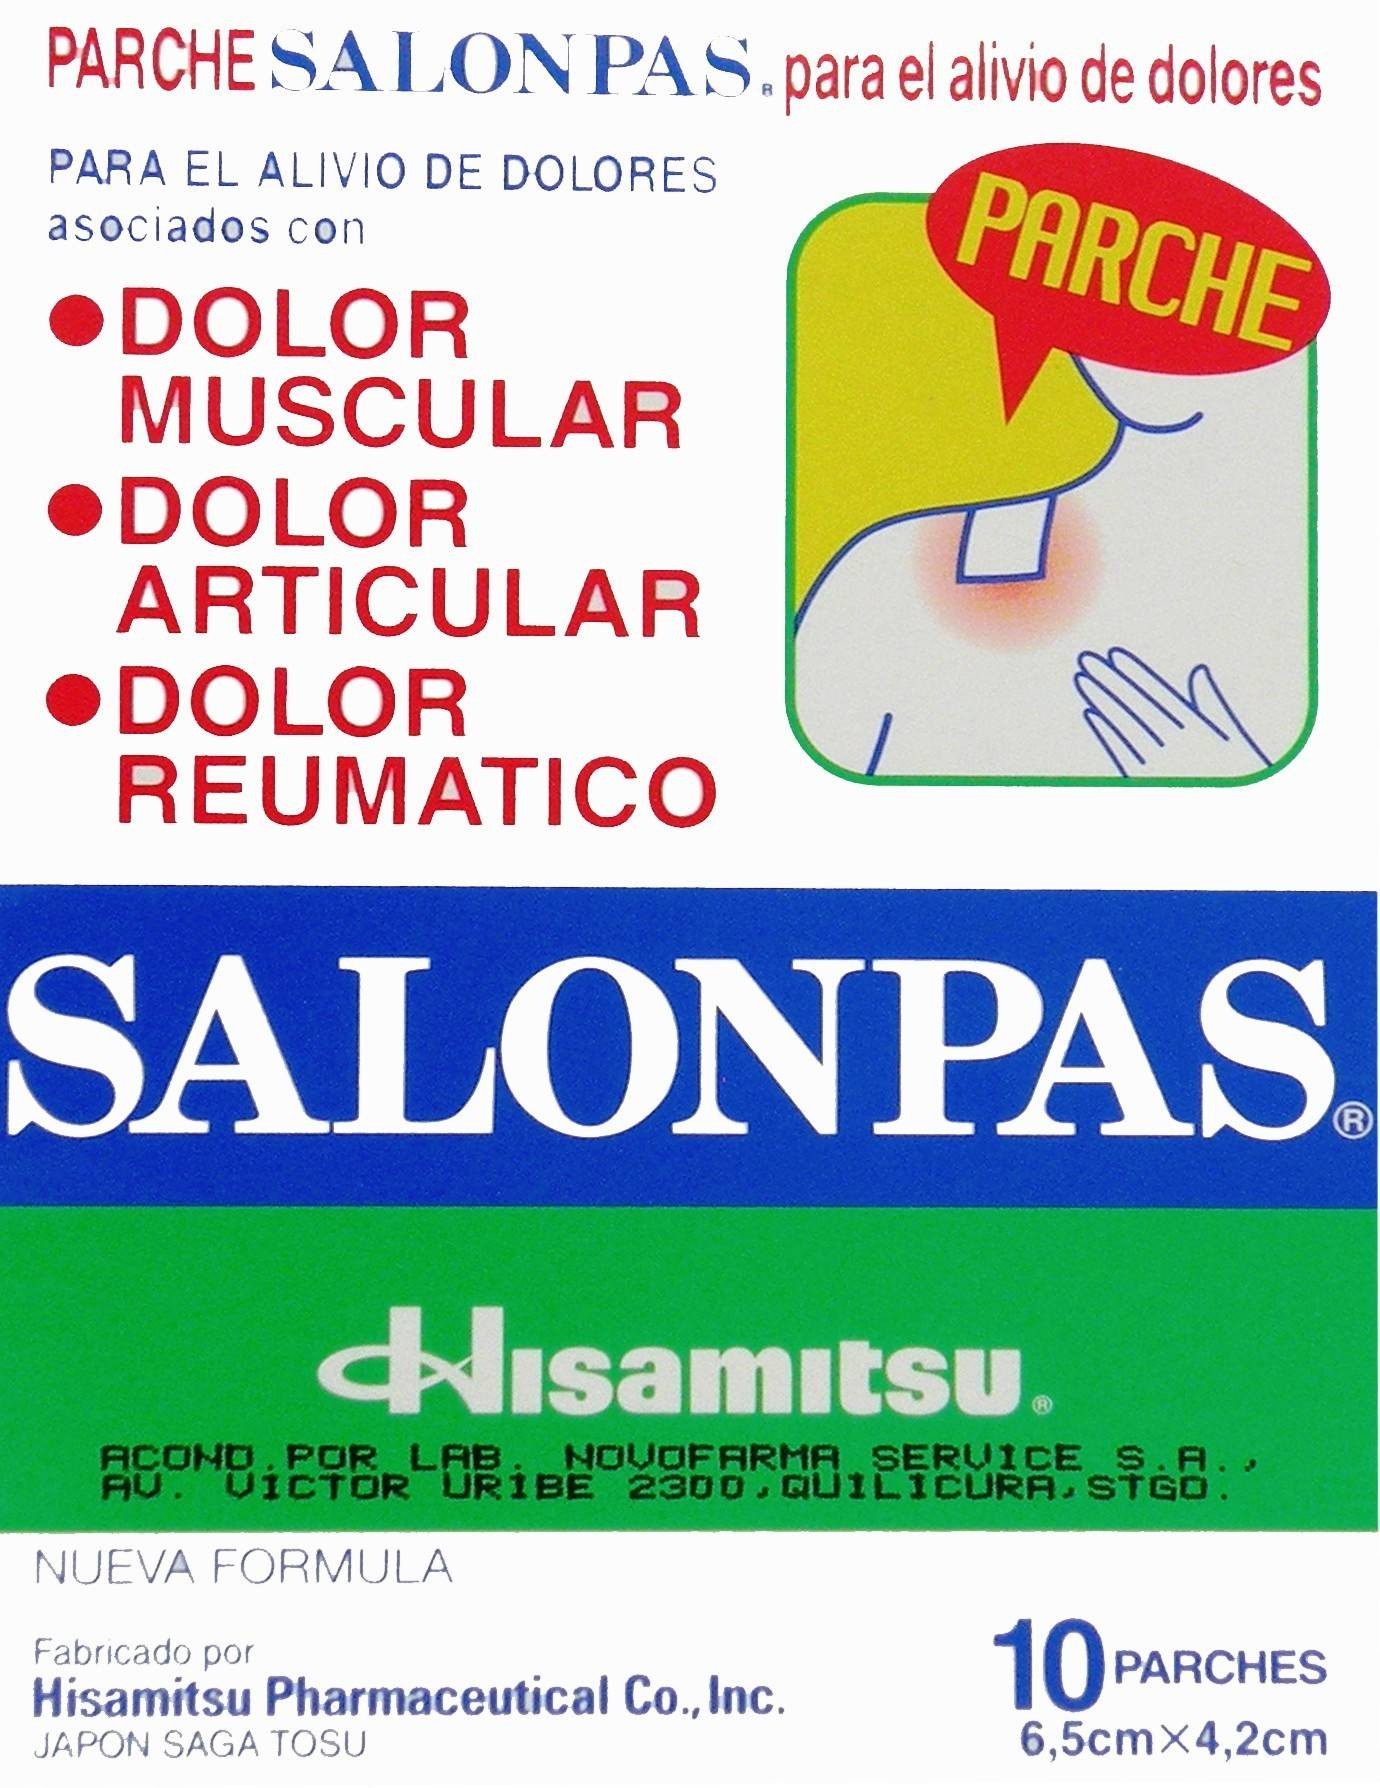 PARCHE SALONPAS® para el alivio de dolores
PARA EL ALIVIO DE DOLORES
asociados con
PARCHE
●DOLOR
MUSCULAR
●DOLOR
ARTICULAR
●DOLOR
REUMATICO
SALONPAS®
Hisamitsu®
ACOND.POR LAB. NOVOFARMA SERVICE S.A.,
AV. VICTOR URIBE 2300,QUILICURA,STGO.
NUEVA FORMULA
Fabricado por
Hisamitsu Pharmaceutical Co., Inc.
JAPON SAGA TOSU
10 PARCHES
6,5cm×4,2cm